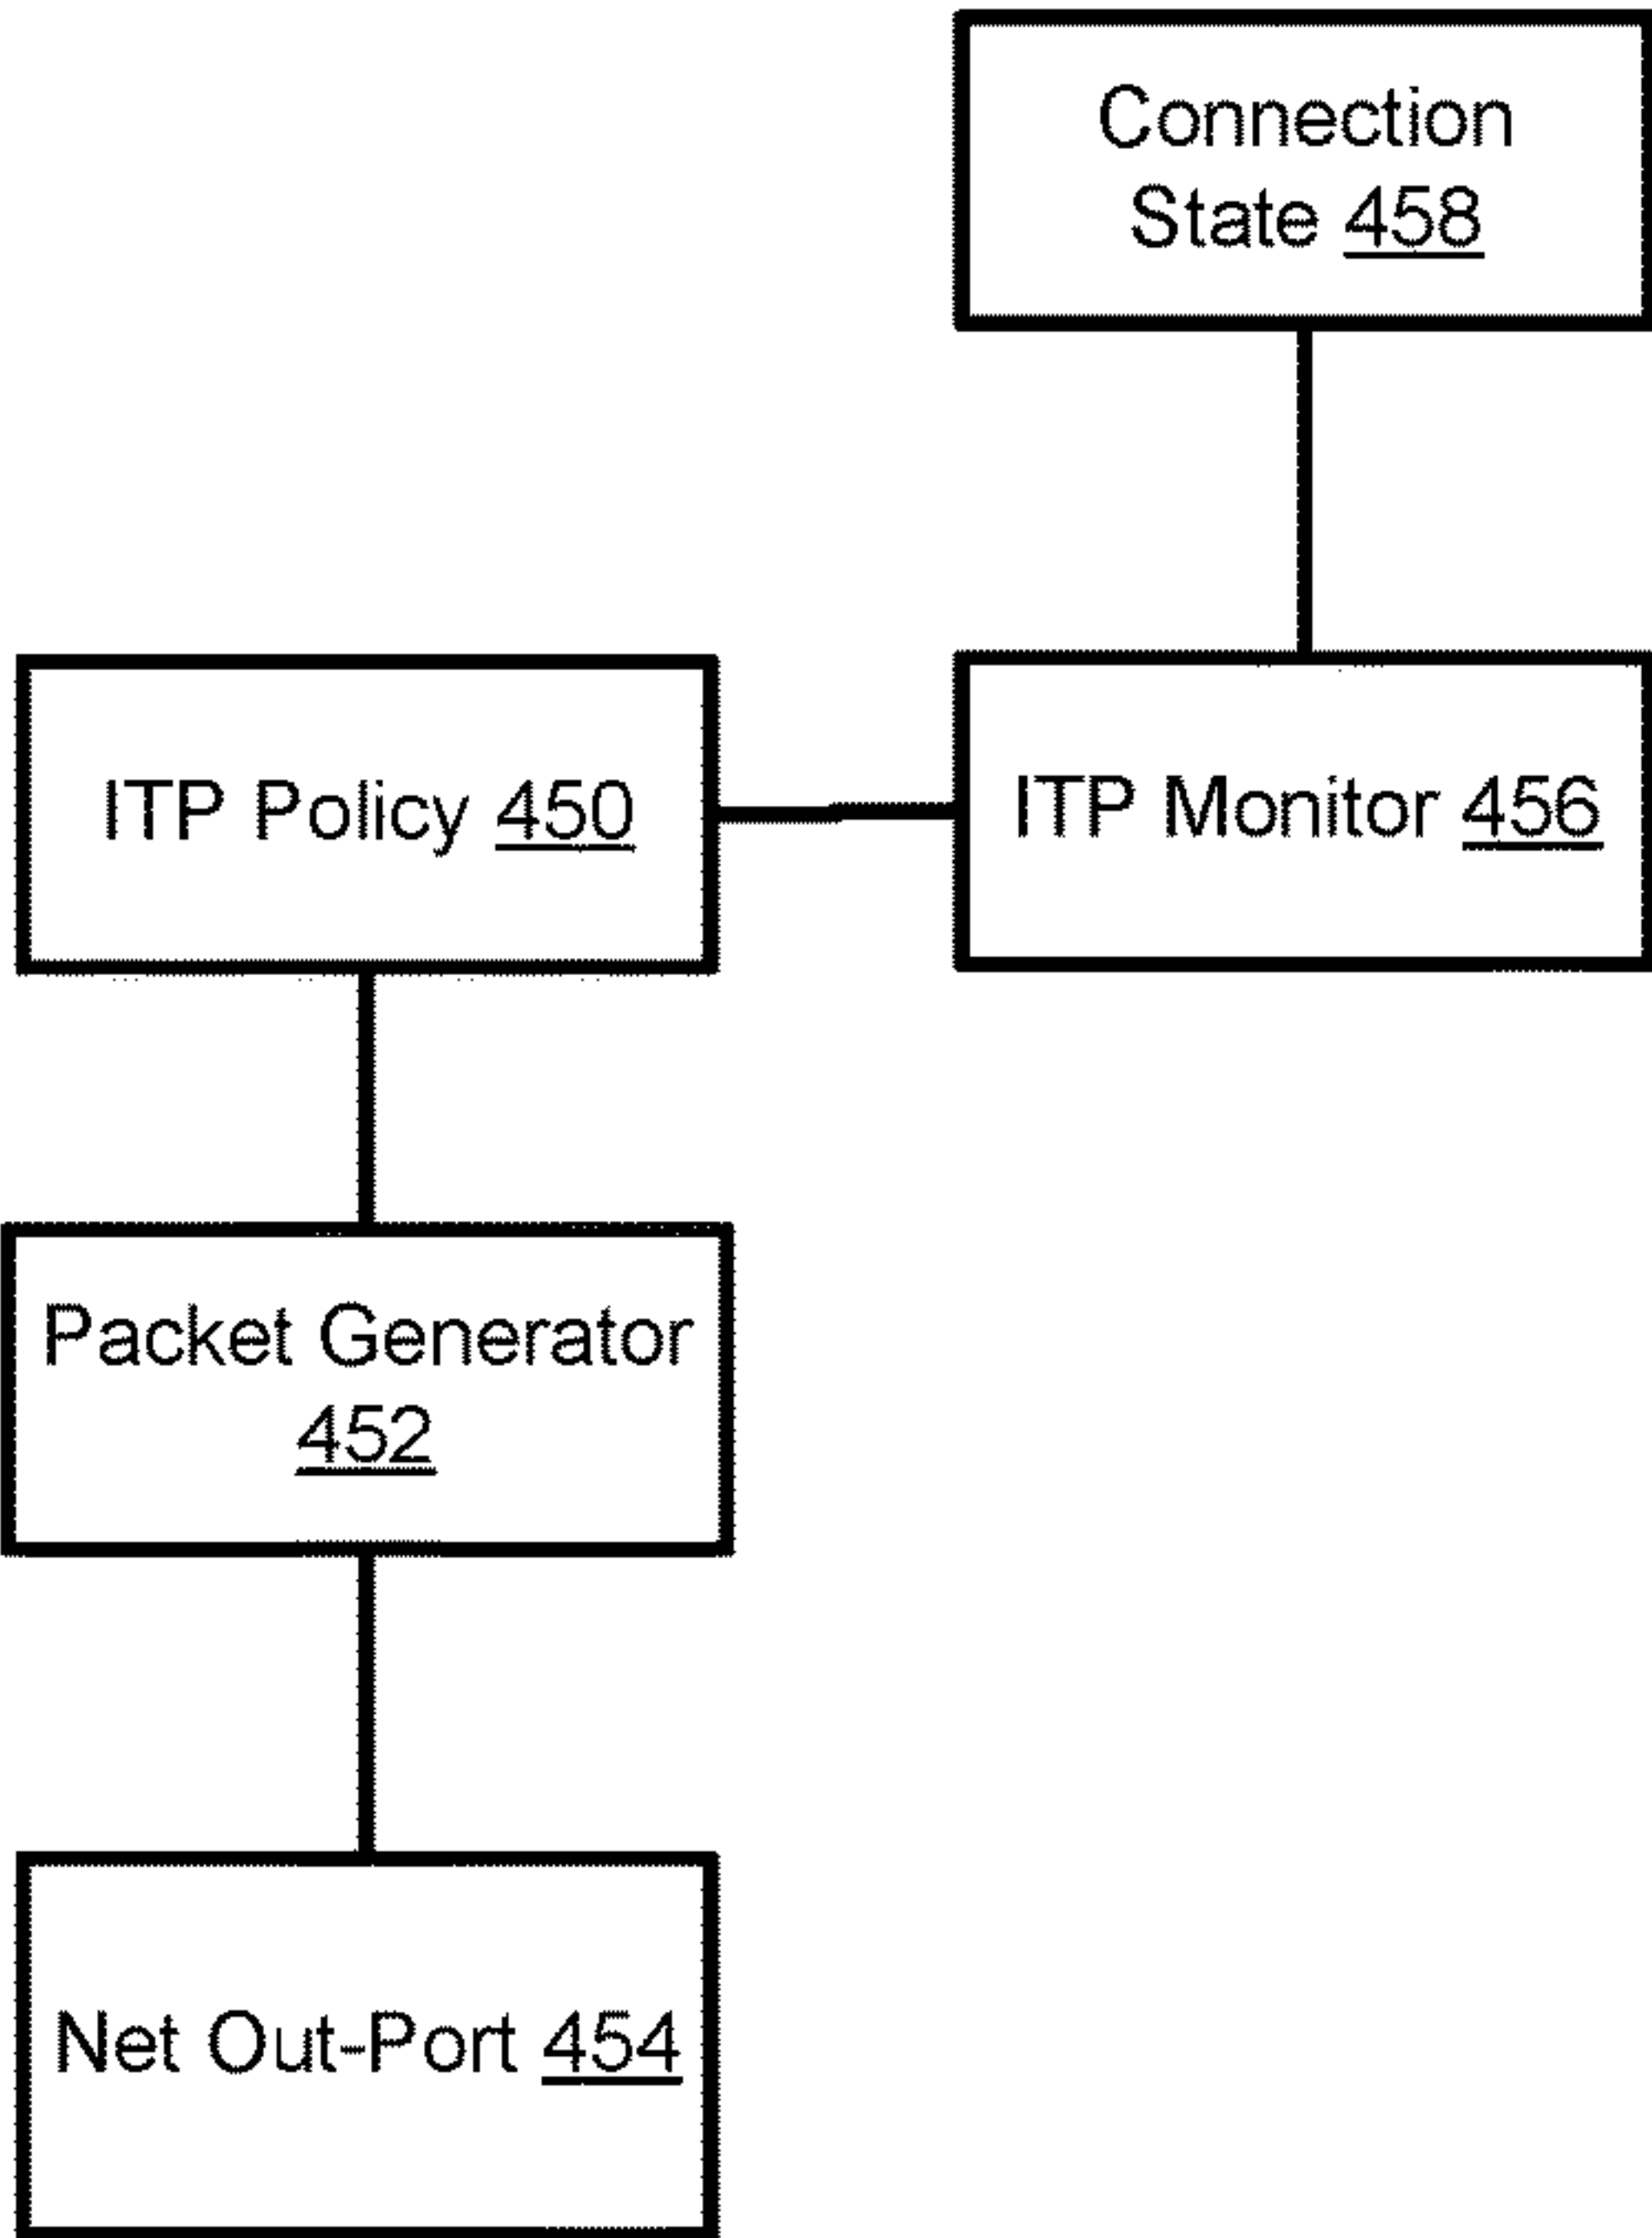 Connection
State 458
ITP Policy 450
ITP Monitor 456
Packet Generator
452
Net Out-Port 454